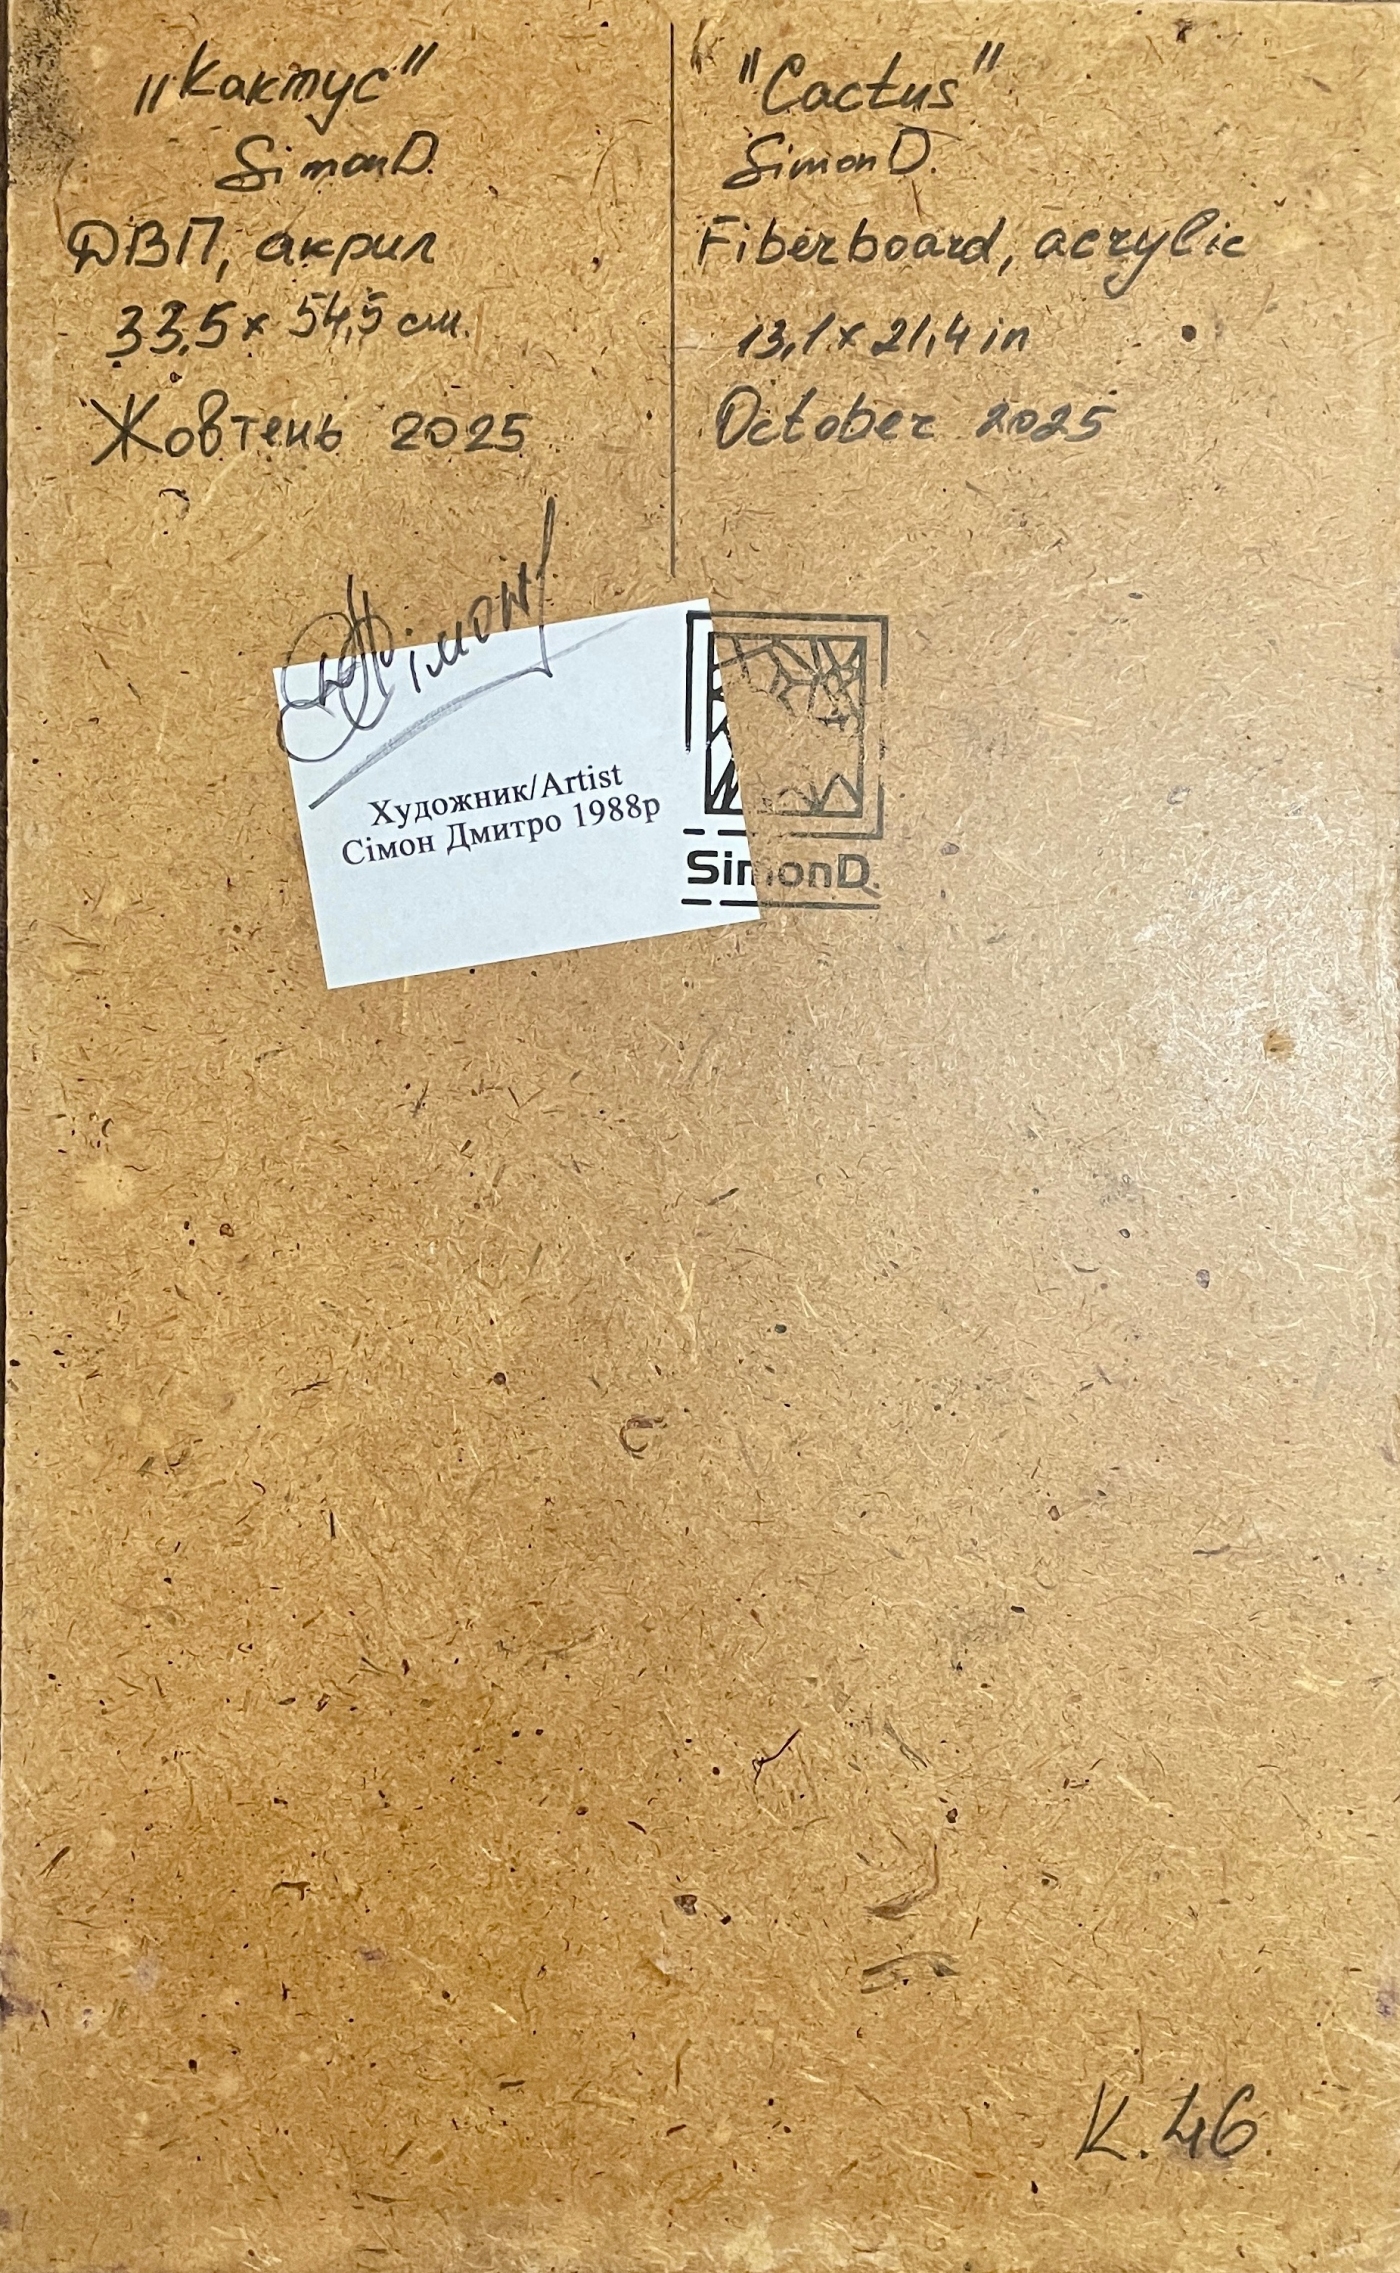 "Кактус"
SimonD.
ДВП, акрил
33,5 x 54,5 см.
Жовтень 2025
"Cactus"
SimonD.
Fiberboard, acrylic
13,1 x 21,4 in
October 2025
Сімон
Художник/Artist
Сімон Дмитро 1988р
SimonD.
К.46